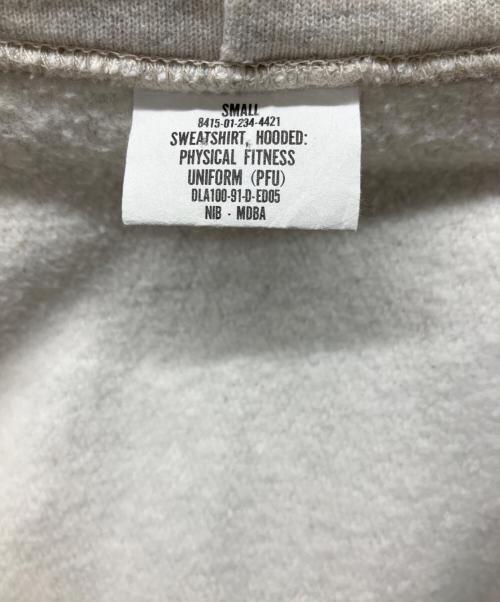 SMALL
8415-01-234-4421
SWEATSHIRT, HOODED:
PHYSICAL FITNESS
UNIFORM (PFU)
DLA100-91-D-ED05
NIB - MDBA